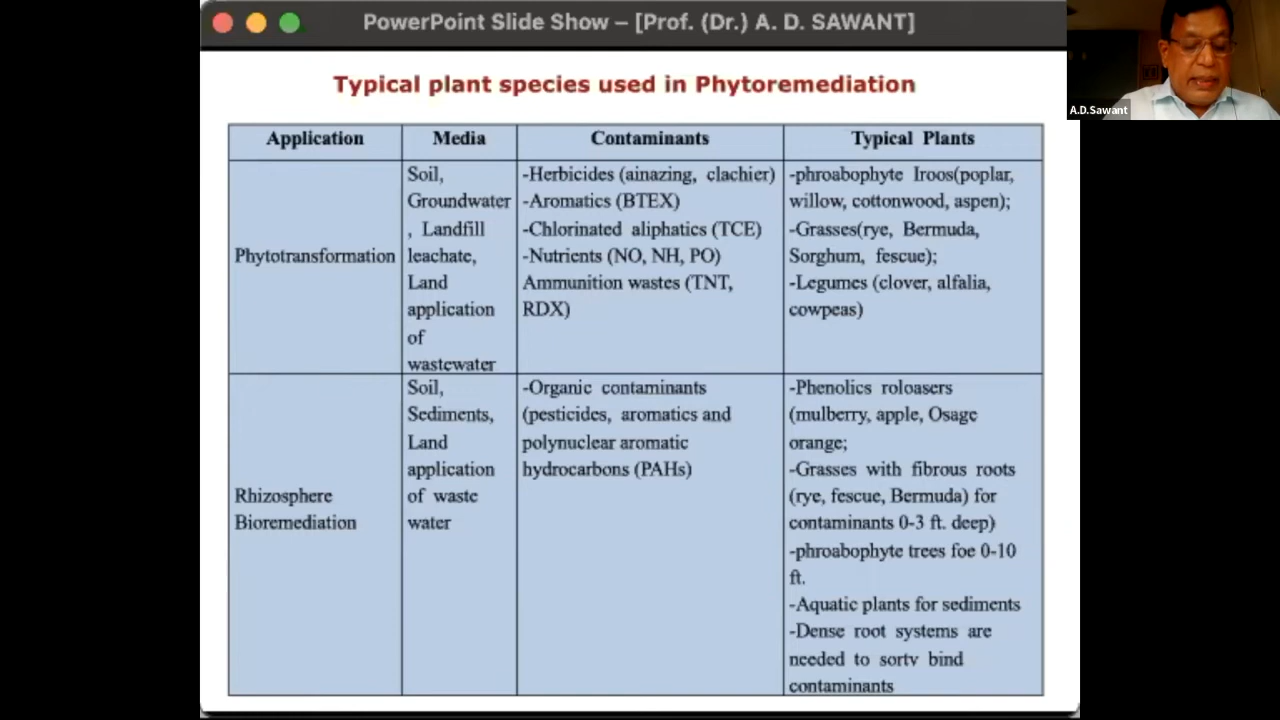 PowerPoint Slide Show – [Prof. (Dr.) A. D. SAWANT]
A.D.Sawant
Typical plant species used in Phytoremediation
Application Media Contaminants Typical Plants
Phytotransformation
Soil,
Groundwater
, Landfill
leachate,
Land
application
of
wastewater
-Herbicides (ainazing, clachier)
-Aromatics (BTEX)
-Chlorinated aliphatics (TCE)
-Nutrients (NO, NH, PO)
Ammunition wastes (TNT,
RDX)
-phroabophyte Iroos(poplar,
willow, cottonwood, aspen);
-Grasses(rye, Bermuda,
Sorghum, fescue);
-Legumes (clover, alfalia,
cowpeas)
Rhizosphere
Bioremediation
Soil,
Sediments,
Land
application
of waste
water
-Organic contaminants
(pesticides, aromatics and
polynuclear aromatic
hydrocarbons (PAHs)
-Phenolics roloasers
(mulberry, apple, Osage
orange;
-Grasses with fibrous roots
(rye, fescue, Bermuda) for
contaminants 0-3 ft. deep)
-phroabophyte trees foe 0-10
ft.
-Aquatic plants for sediments
-Dense root systems are
needed to sortv bind
contaminants